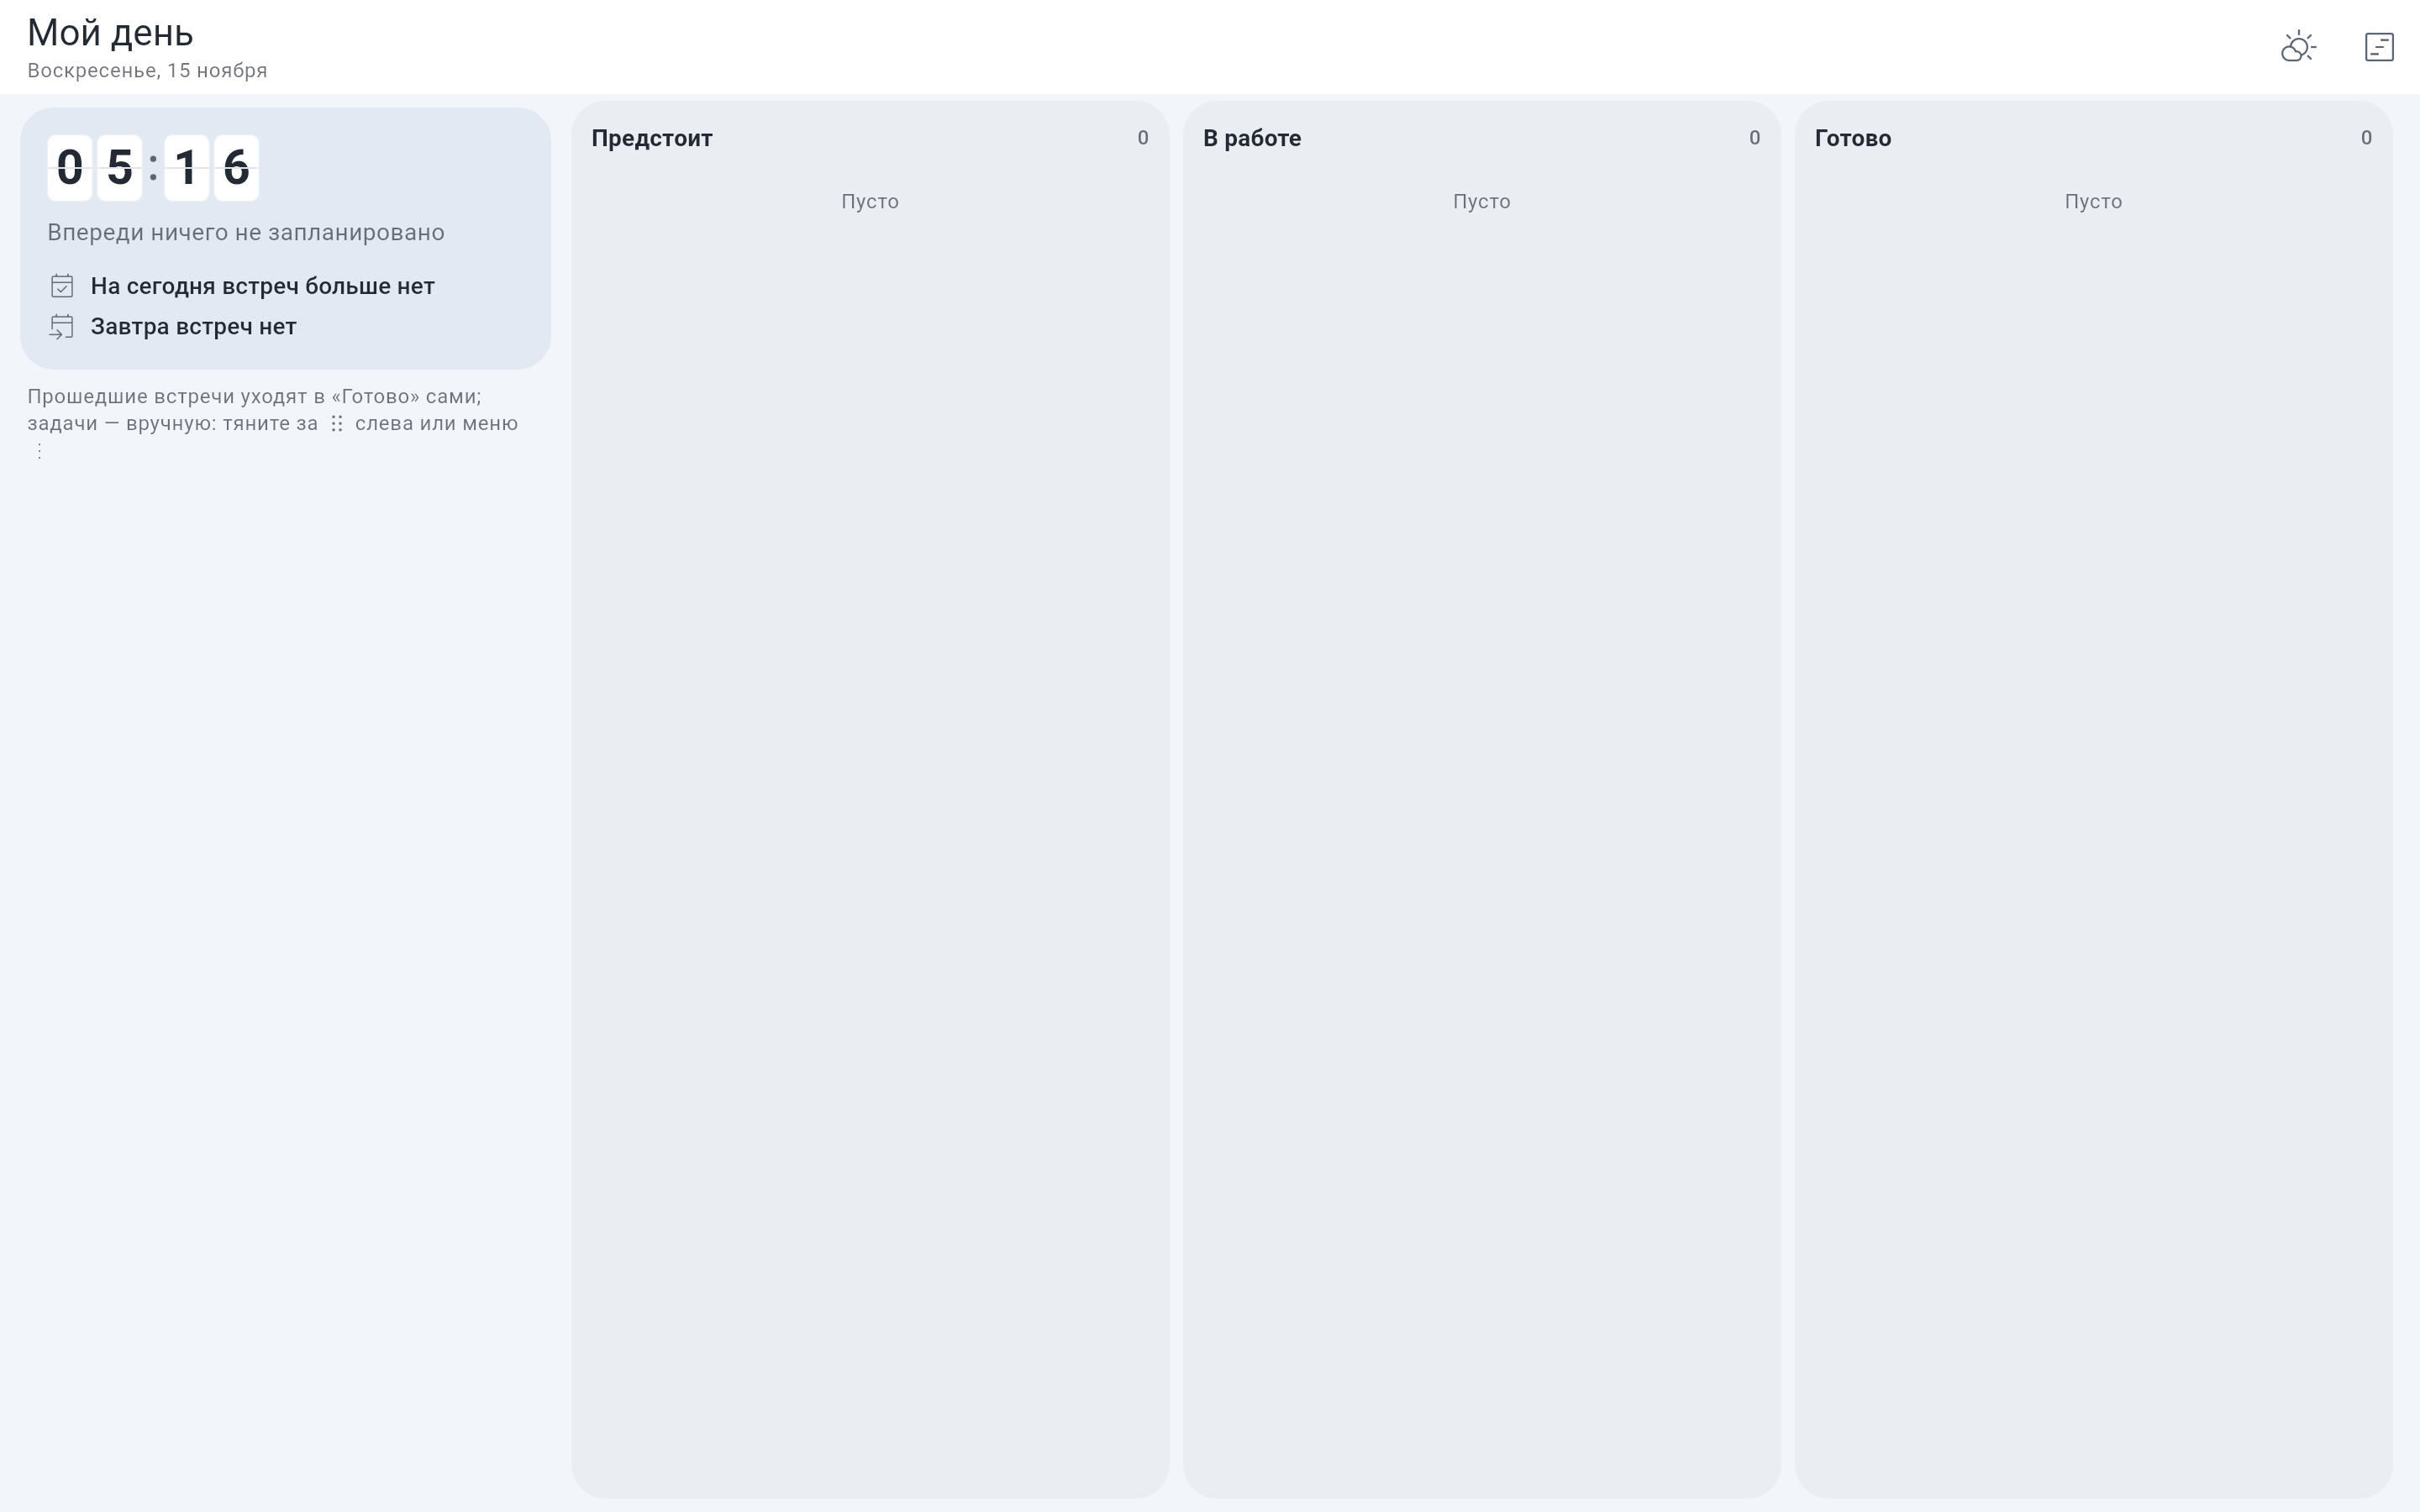 Мой день
Воскресенье, 15 ноября
05:16
Впереди ничего не запланировано
На сегодня встреч больше нет
Завтра встреч нет
Прошедшие встречи уходят в «Готово» сами;
задачи — вручную: тяните за ⠿ слева или меню
⋮
Предстоит 0
Пусто
В работе 0
Пусто
Готово 0
Пусто